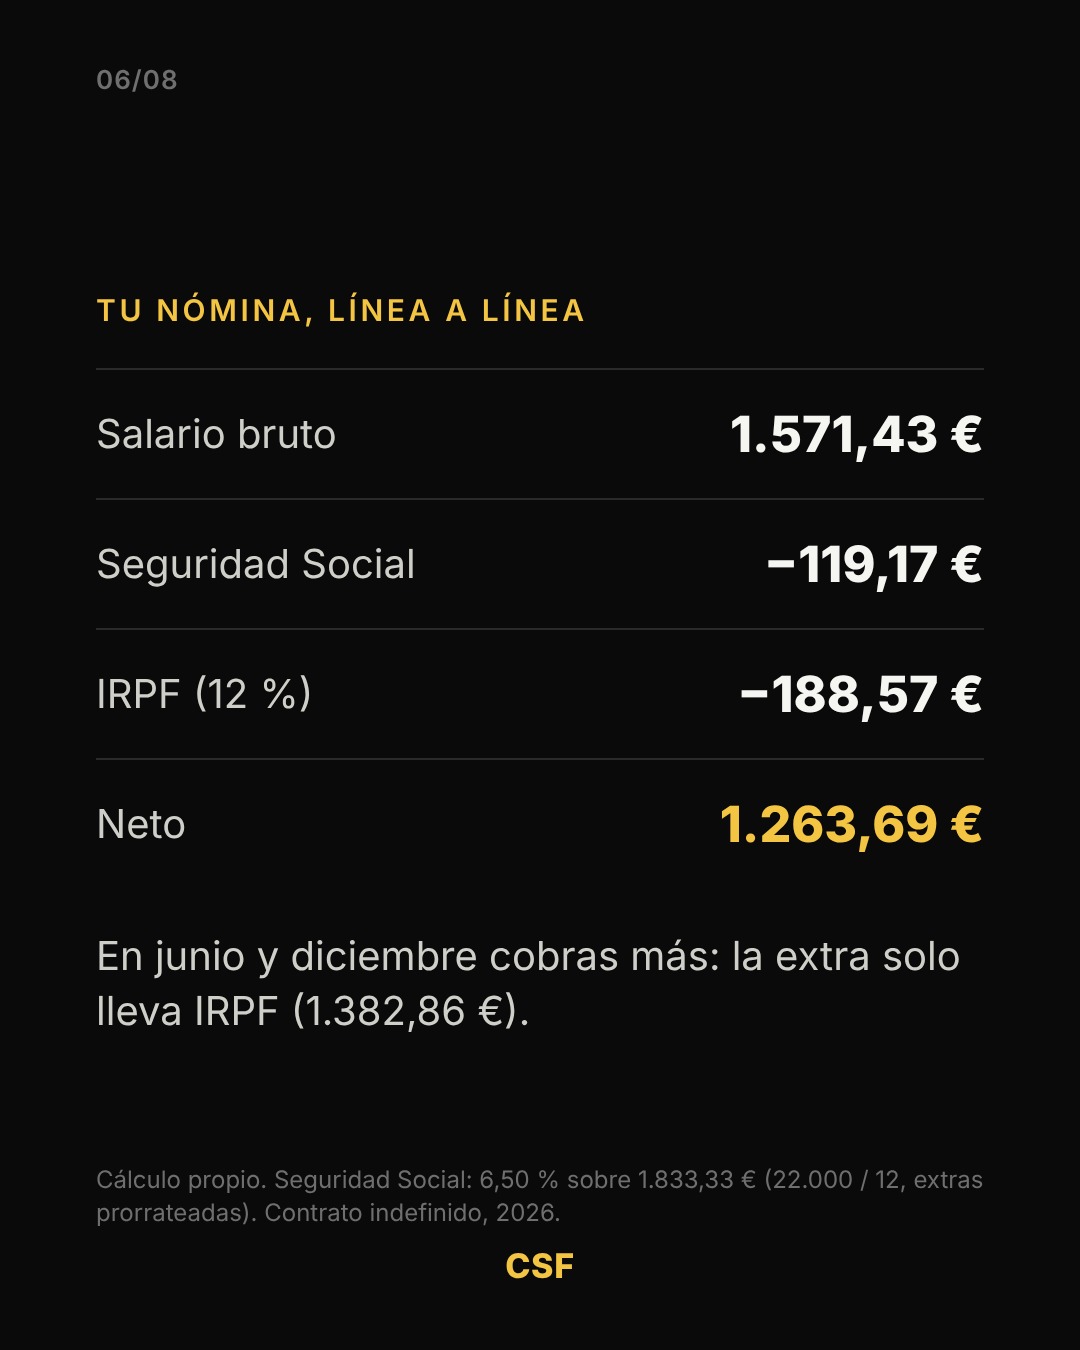 06/08
TU NÓMINA, LÍNEA A LÍNEA
Salario bruto 1.571,43 €
Seguridad Social −119,17 €
IRPF (12 %) −188,57 €
Neto 1.263,69 €
En junio y diciembre cobras más: la extra solo
lleva IRPF (1.382,86 €).
Cálculo propio. Seguridad Social: 6,50 % sobre 1.833,33 € (22.000 / 12, extras
prorrateadas). Contrato indefinido, 2026.
CSF